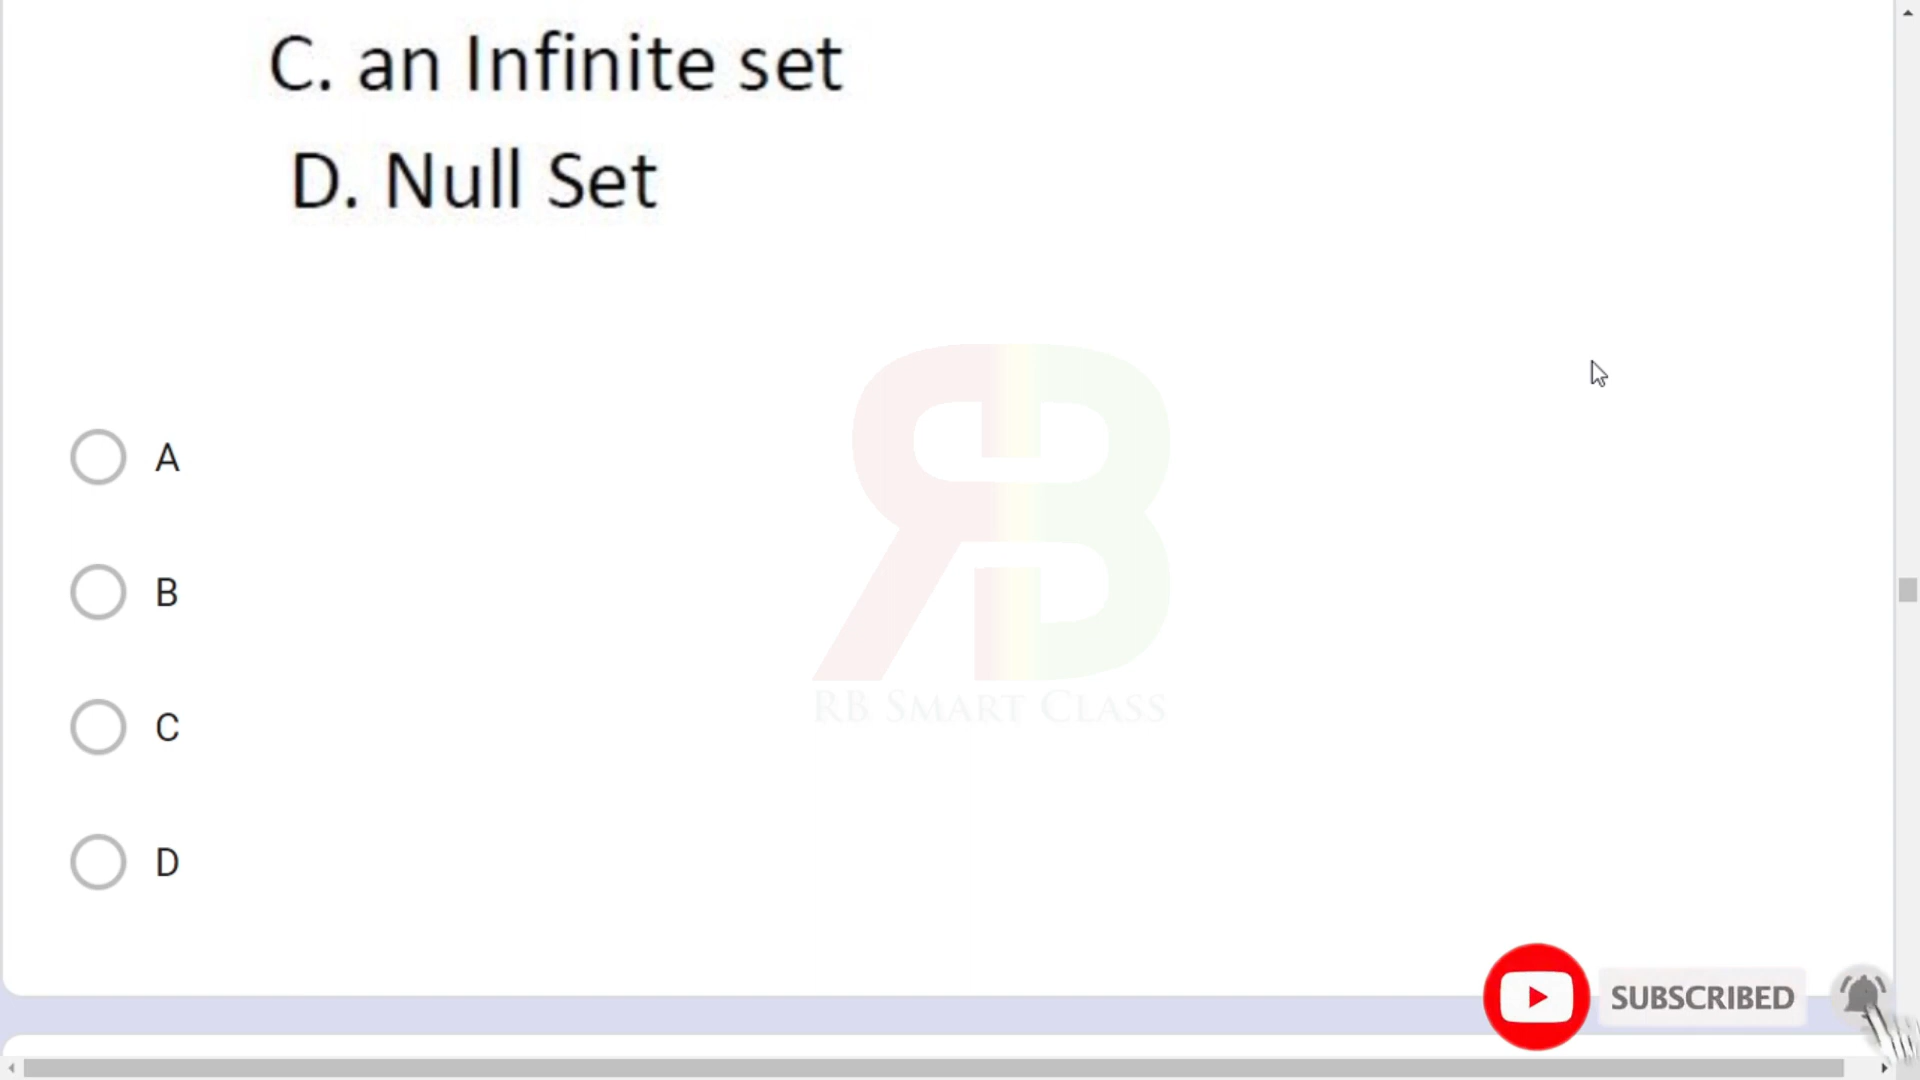 C. an Infinite set
D. Null Set
A
B
C
D
RB SMART CLASS
SUBSCRIBED